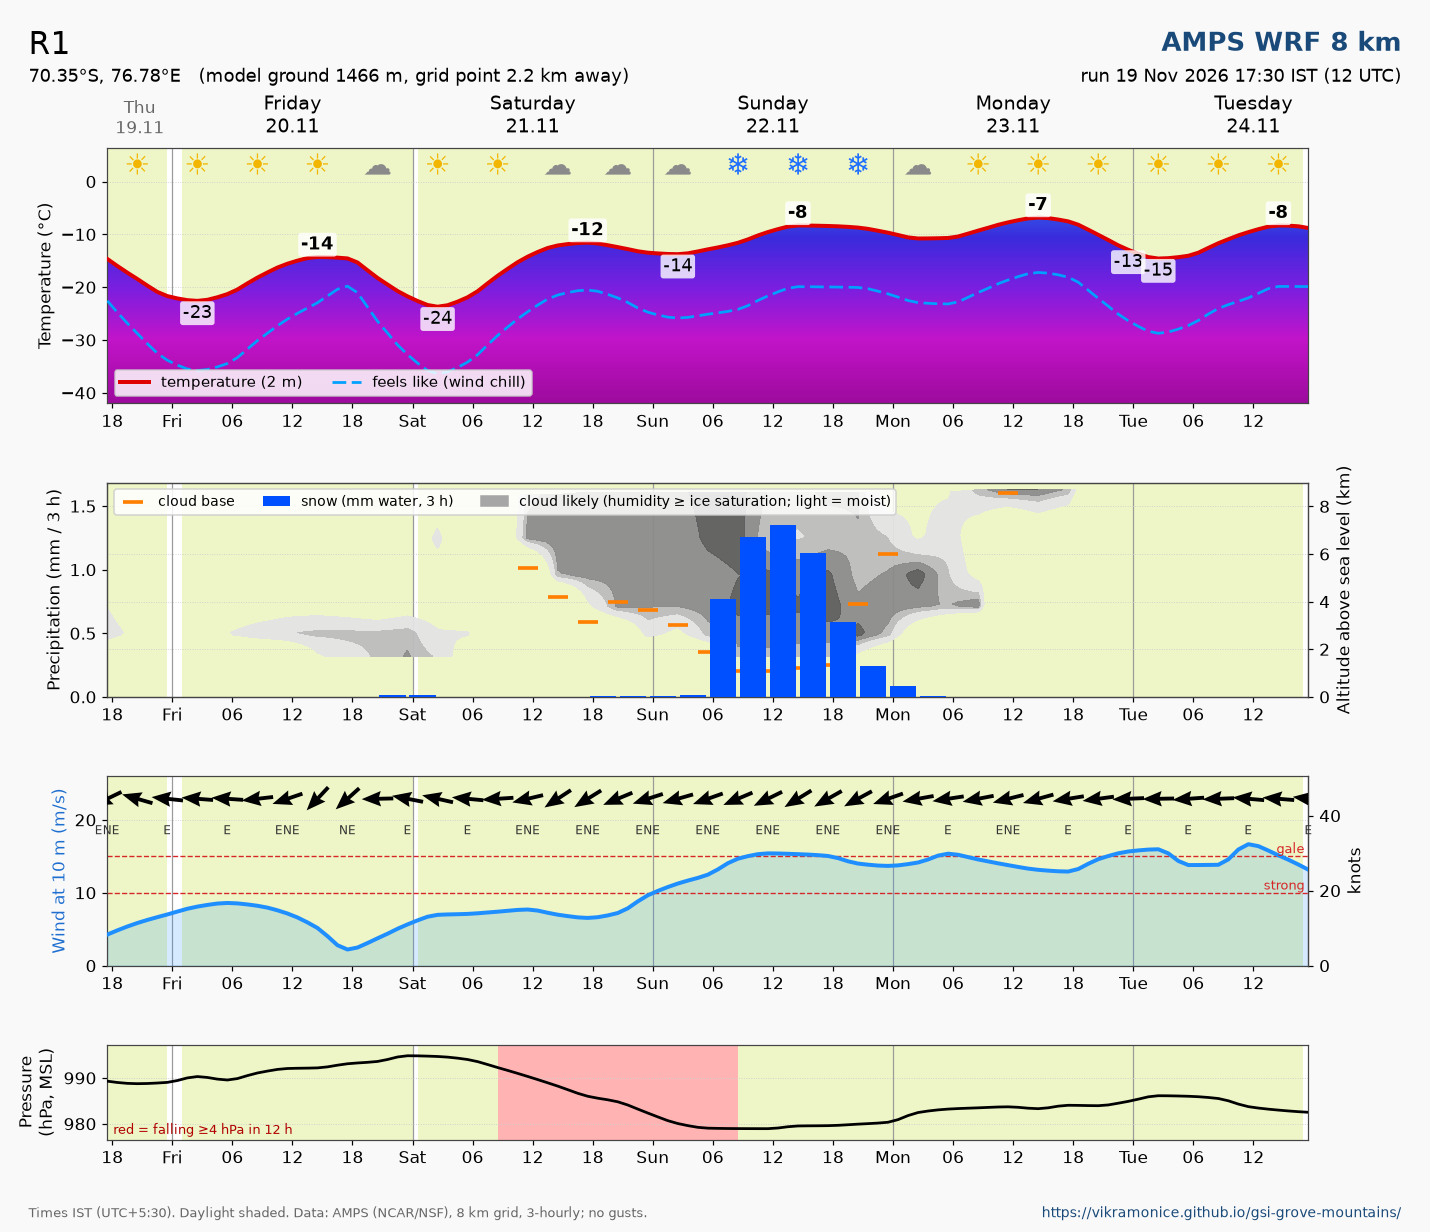 R1
AMPS WRF 8 km
70.35°S, 76.78°E (model ground 1466 m, grid point 2.2 km away)
run 19 Nov 2026 17:30 IST (12 UTC)
Thu Friday Saturday Sunday Monday Tuesday
19.11 20.11 21.11 22.11 23.11 24.11
Temperature (°C)
0
−10
−20
−30
−40
-14 -12 -8 -7 -8
-23 -24 -14 -13 -15
temperature (2 m) feels like (wind chill)
18 Fri 06 12 18 Sat 06 12 18 Sun 06 12 18 Mon 06 12 18 Tue 06 12
Precipitation (mm / 3 h)
1.5
1.0
0.5
0.0
cloud base snow (mm water, 3 h) cloud likely (humidity ≥ ice saturation; light = moist)
8
6
4
2
0
Altitude above sea level (km)
18 Fri 06 12 18 Sat 06 12 18 Sun 06 12 18 Mon 06 12 18 Tue 06 12
Wind at 10 m (m/s)
20
10
0
ENE E E ENE NE E E ENE ENE ENE ENE ENE ENE ENE E ENE E E E E E
gale
strong
40
20
0
knots
18 Fri 06 12 18 Sat 06 12 18 Sun 06 12 18 Mon 06 12 18 Tue 06 12
Pressure
(hPa, MSL)
990
980
red = falling ≥4 hPa in 12 h
18 Fri 06 12 18 Sat 06 12 18 Sun 06 12 18 Mon 06 12 18 Tue 06 12
Times IST (UTC+5:30). Daylight shaded. Data: AMPS (NCAR/NSF), 8 km grid, 3-hourly; no gusts.
https://vikramonice.github.io/gsi-grove-mountains/